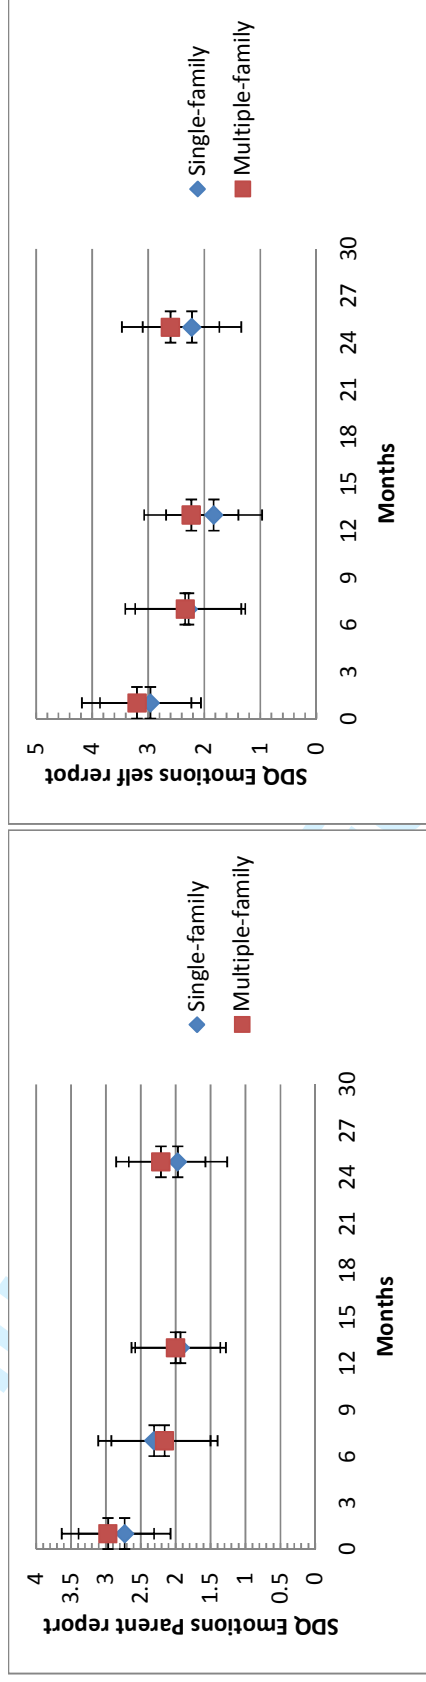 SDQ Emotions Parent report
4
3.5
3
2.5
2
1.5
1
0.5
0
0 3 6 9 12 15 18 21 24 27 30
Months
Single-family
Multiple-family
SDQ Emotions self rerpot
5
4
3
2
1
0
0 3 6 9 12 15 18 21 24 27 30
Months
Single-family
Multiple-family